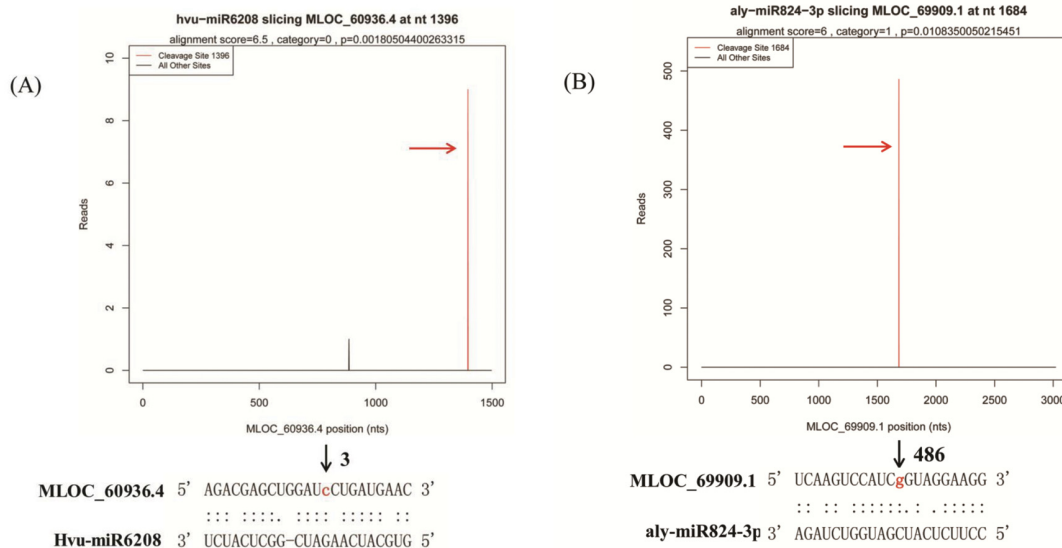 (A)
hvu-miR6208 slicing MLOC_60936.4 at nt 1396
alignment score=6.5 , category=0 , p=0.00180504400263315
Cleavage Site 1396
All Other Sites
Reads
10
8
6
4
2
0
0 500 1000 1500
MLOC_60936.4 position (nts)
3
MLOC_60936.4 5’ AGACGAGCTGGAUcCUGAUGAAC 3’
::: ::::. :::: ::::: ::
Hvu-miR6208 3’ UCUACUCGG-CUAGAACUACGUG 5’
(B)
aly-miR824-3p slicing MLOC_69909.1 at nt 1684
alignment score=6 , category=1 , p=0.0108350050215451
Cleavage Site 1684
All Other Sites
Reads
500
400
300
200
100
0
0 500 1000 1500 2000 2500 3000
MLOC_69909.1 position (nts)
486
MLOC_69909.1 5’ UCAAGUCCAUCgGUAGGAAGG 3’
: : :: ::::::.: .::::::
aly-miR824-3p 3’ AGAUCUGGUAGCUACUCUUCC 5’